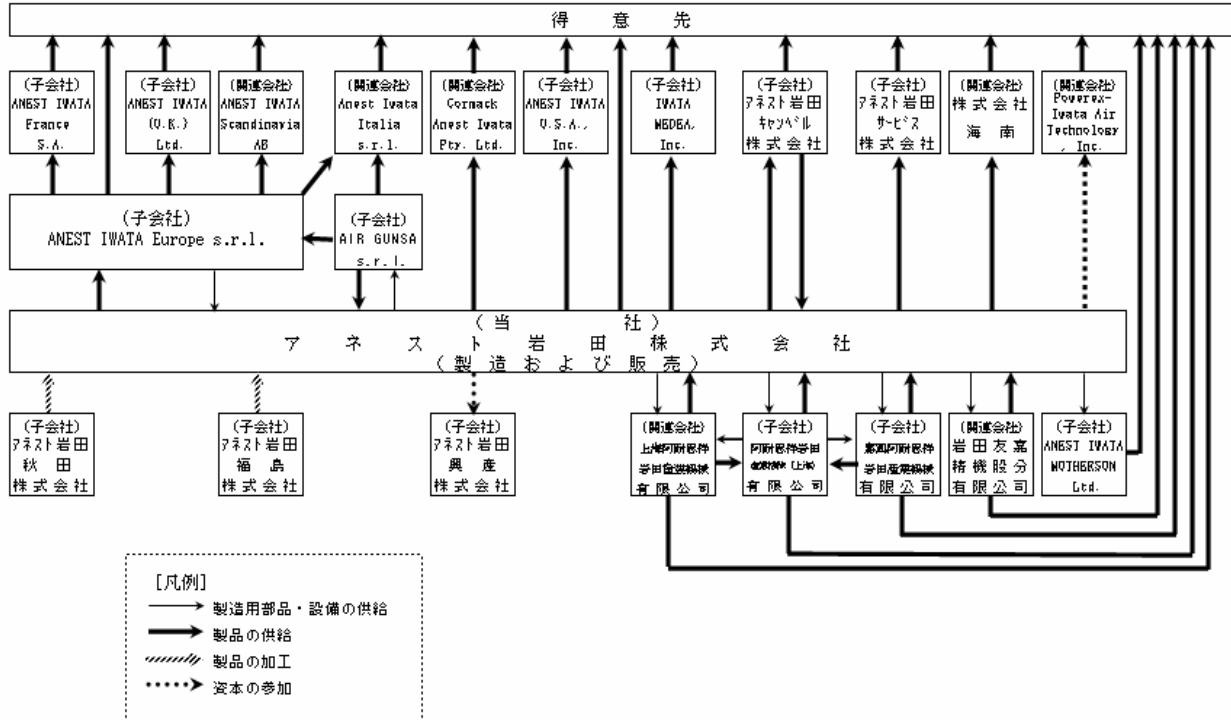 得意先
(子会社)
ANEST IWATA
France
S.A.
(子会社)
ANEST IWATA
(U.K.)
Ltd.
(関連会社)
ANEST IWATA
Scandinavia
AB
(関連会社)
Anest Iwata
Italia
s.r.l.
(関連会社)
Cormack
Anest Iwata
Pty. Ltd.
(子会社)
ANEST IWATA
U.S.A.,
Inc.
(子会社)
IWATA
MEDEA,
Inc.
(子会社)
アネスト岩田
キャンベル
株式会社
(子会社)
アネスト岩田
サービス
株式会社
(関連会社)
株式会社
海南
(関連会社)
Powerex-
Iwata Air
Technology
, Inc.
(子会社)
ANEST IWATA Europe s.r.l.
(子会社)
AIR GUNSA
s.r.l.
(当社)
アネスト岩田株式会社
(製造および販売)
(子会社)
アネスト岩田
秋田
株式会社
(子会社)
アネスト岩田
福島
株式会社
(子会社)
アネスト岩田
興産
株式会社
(関連会社)
有限公司
(子会社)
有限公司
(子会社)
有限公司
(関連会社)
岩田友嘉
精機股分
有限公司
(子会社)
ANEST IWATA
MOTHERSON
Ltd.
[凡例]
製造用部品・設備の供給
製品の供給
製品の加工
資本の参加